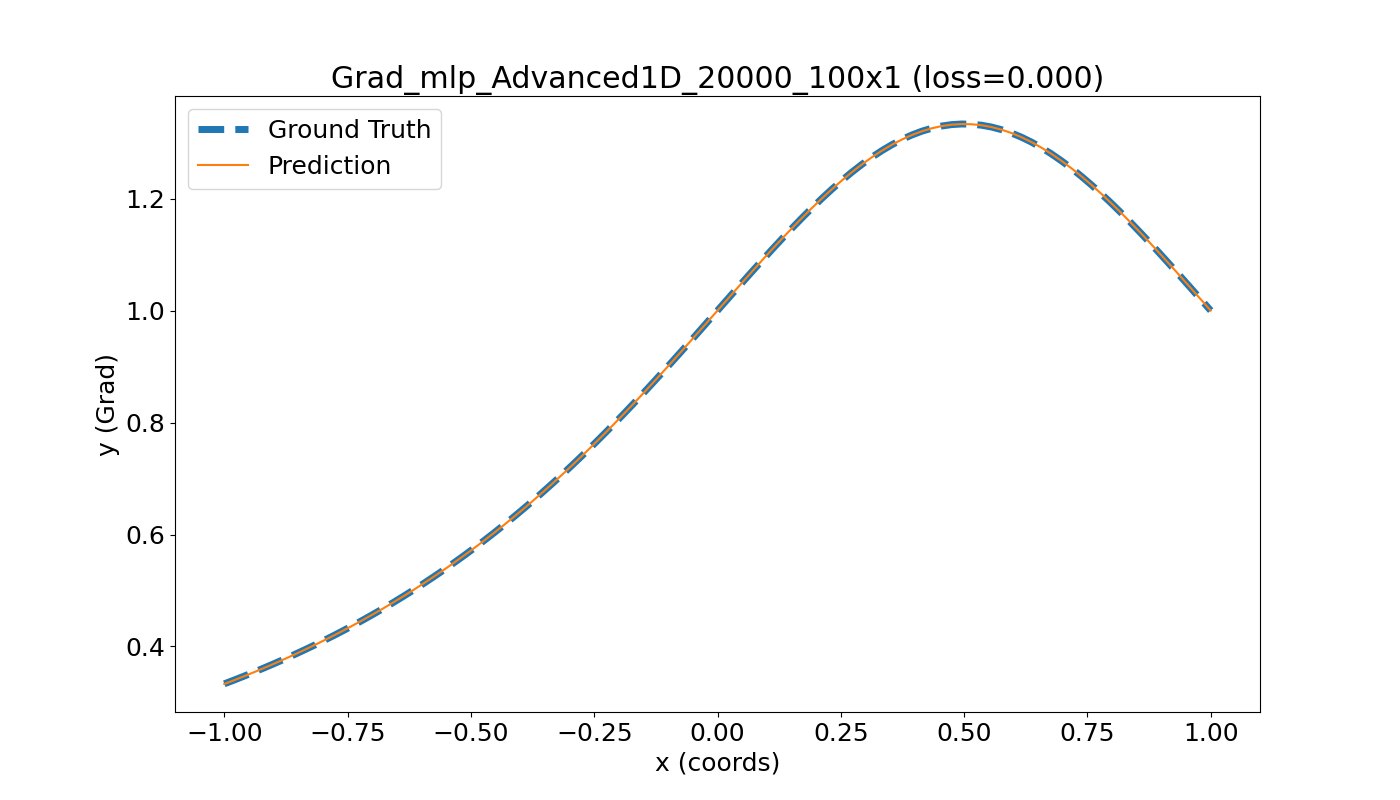 Grad_mlp_Advanced1D_20000_100x1 (loss=0.000)
Ground Truth
Prediction
1.2
1.0
0.8
0.6
0.4
y (Grad)
−1.00 −0.75 −0.50 −0.25 0.00 0.25 0.50 0.75 1.00
x (coords)